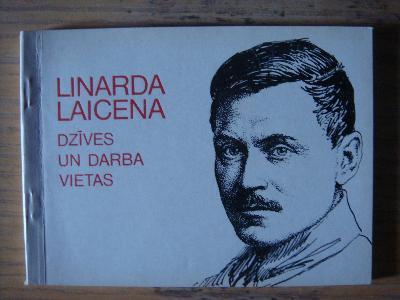 LINARDA
LAICENA
DZĪVES
UN DARBA
VIETAS